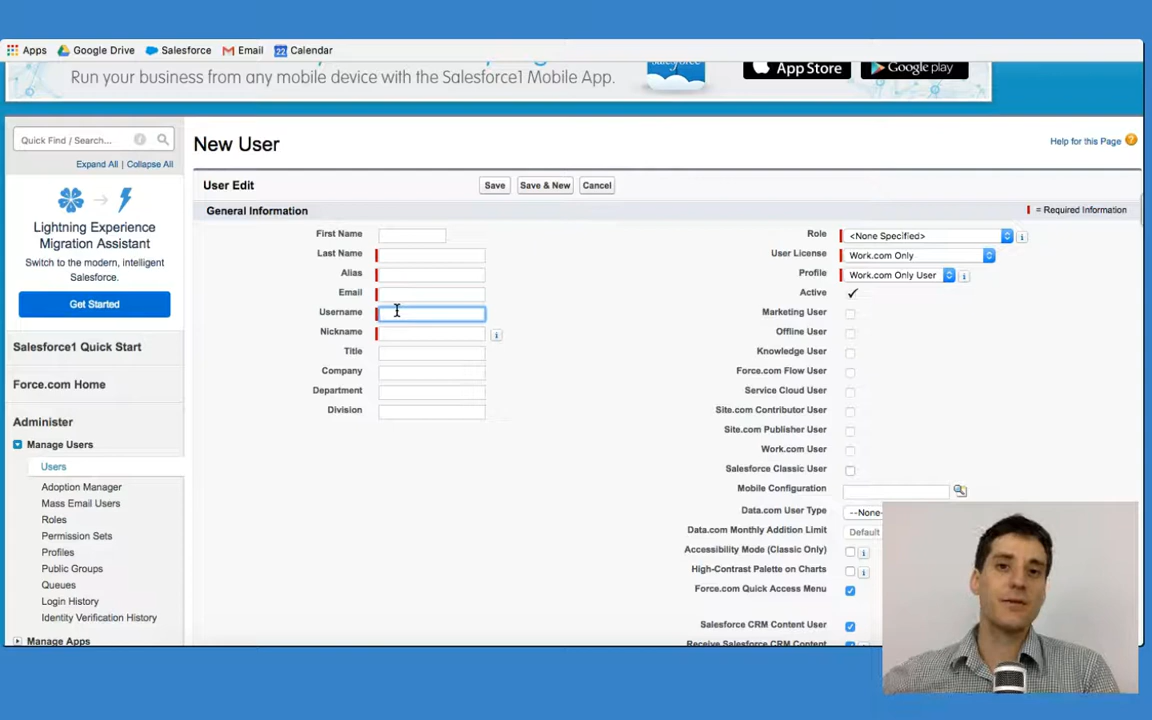 Apps Google Drive Salesforce Email 22 Calendar
Run your business from any mobile device with the Salesforce1 Mobile App.
salesforce
App Store
Google play
Quick Find / Search...
Expand All | Collapse All
Lightning Experience
Migration Assistant
Switch to the modern, intelligent
Salesforce.
Get Started
Salesforce1 Quick Start
Force.com Home
Administer
Manage Users
Users
Adoption Manager
Mass Email Users
Roles
Permission Sets
Profiles
Public Groups
Queues
Login History
Identity Verification History
Manage Apps
New User
Help for this Page
User Edit
Save
Save & New
Cancel
General Information
= Required Information
First Name
Last Name
Alias
Email
Username
Nickname
Title
Company
Department
Division
Role <None Specified>
User License Work.com Only
Profile Work.com Only User
Active
Marketing User
Offline User
Knowledge User
Force.com Flow User
Service Cloud User
Site.com Contributor User
Site.com Publisher User
Work.com User
Salesforce Classic User
Mobile Configuration
Data.com User Type --None-
Data.com Monthly Addition Limit Default
Accessibility Mode (Classic Only)
High-Contrast Palette on Charts
Force.com Quick Access Menu
Salesforce CRM Content User
Receive Salesforce CRM Content